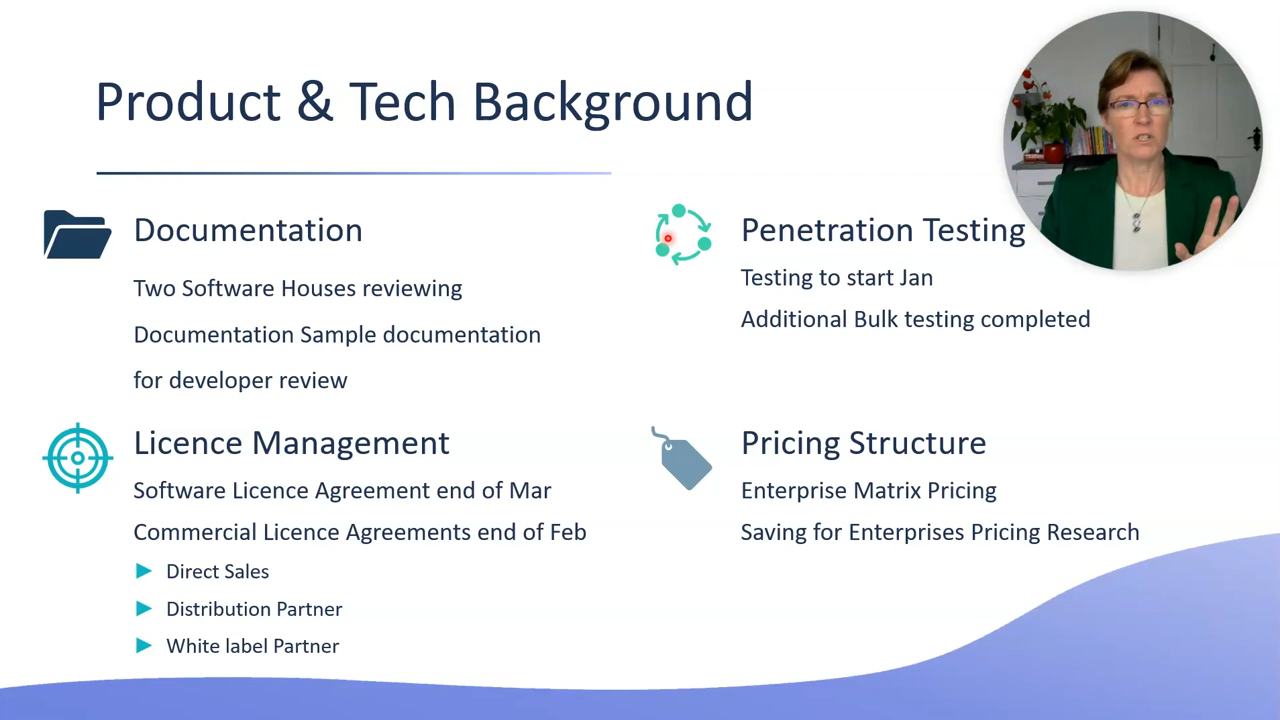 Product & Tech Background
Documentation
Two Software Houses reviewing
Documentation Sample documentation
for developer review
Penetration Testing
Testing to start Jan
Additional Bulk testing completed
Licence Management
Software Licence Agreement end of Mar
Commercial Licence Agreements end of Feb
Direct Sales
Distribution Partner
White label Partner
Pricing Structure
Enterprise Matrix Pricing
Saving for Enterprises Pricing Research